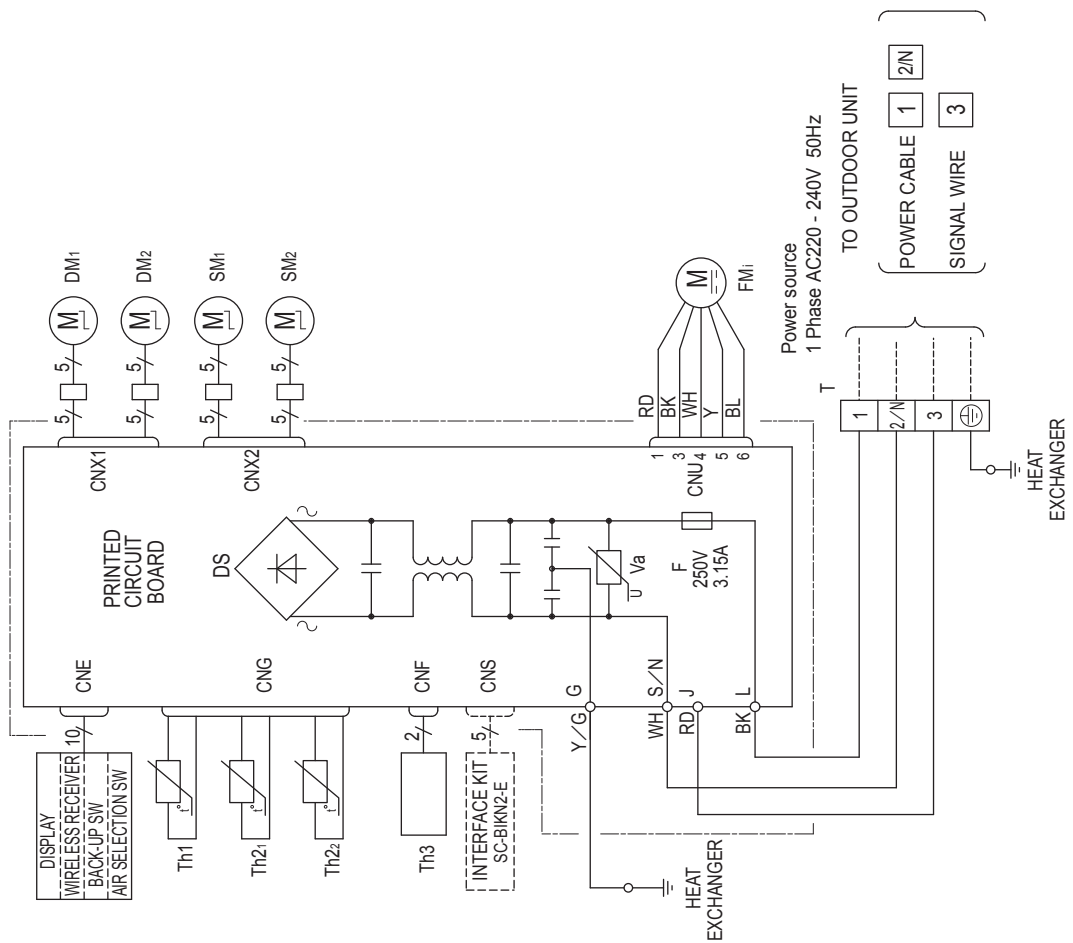 DISPLAY
WIRELESS RECEIVER
BACK-UP SW
AIR SELECTION SW
10
CNE
Th1
t°
Th2₁
t°
Th2₂
t°
CNG
Th3
2
CNF
INTERFACE KIT
SC-BIKN2-E
5
CNS
PRINTED
CIRCUIT
BOARD
DS
U
Va
F
250V
3.15A
G
Y/G
S/N
WH
J
RD
L
BK
HEAT
EXCHANGER
CNX1
5
5
M
DM₁
5
5
M
DM₂
CNX2
5
5
M
SM₁
5
5
M
SM₂
CNU
1
3
4
5
6
RD
BK
WH
Y
BL
M
FMᵢ
T
1
2/N
3
HEAT
EXCHANGER
Power source
1 Phase AC220 - 240V 50Hz
TO OUTDOOR UNIT
POWER CABLE 1 2/N
SIGNAL WIRE 3